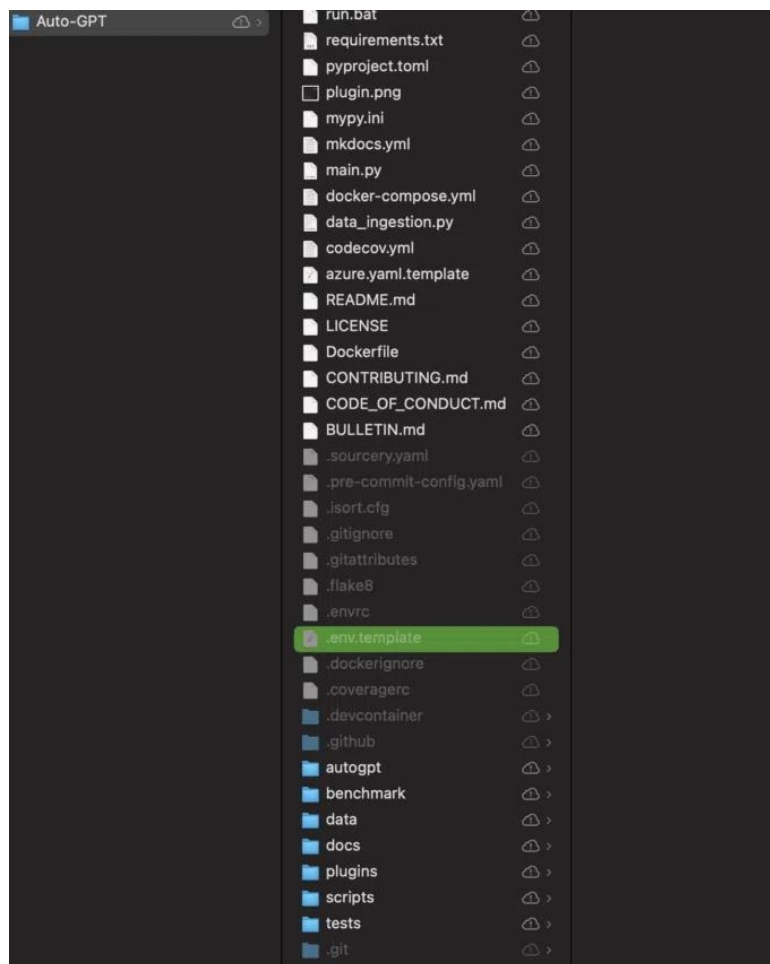 Auto-GPT
run.bat
requirements.txt
pyproject.toml
plugin.png
mypy.ini
mkdocs.yml
main.py
docker-compose.yml
data_ingestion.py
codecov.yml
azure.yaml.template
README.md
LICENSE
Dockerfile
CONTRIBUTING.md
CODE_OF_CONDUCT.md
BULLETIN.md
.sourcery.yaml
.pre-commit-config.yaml
.isort.cfg
.gitignore
.gitattributes
.flake8
.envrc
.env.template
.dockerignore
.coveragerc
.devcontainer
.github
autogpt
benchmark
data
docs
plugins
scripts
tests
.git